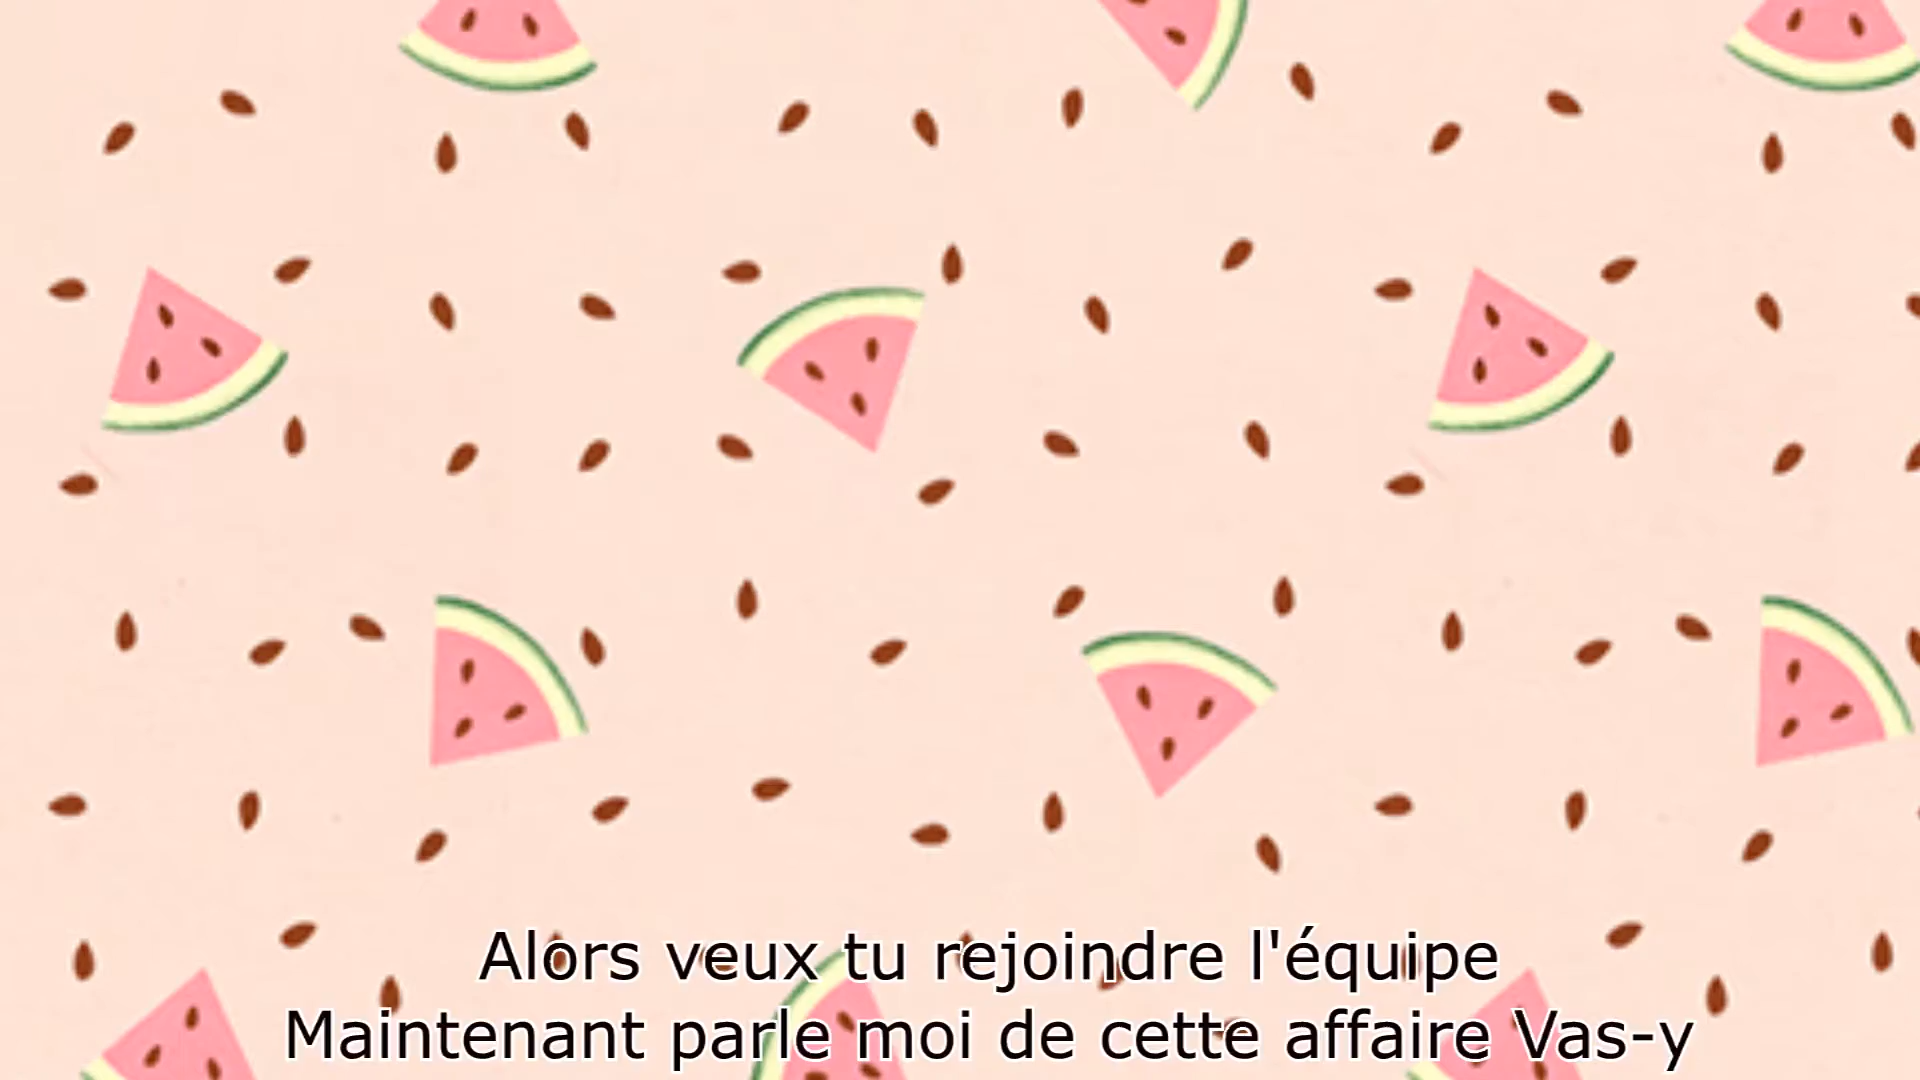 Alors veux tu rejoindre l'équipe
Maintenant parle moi de cette affaire Vas-y